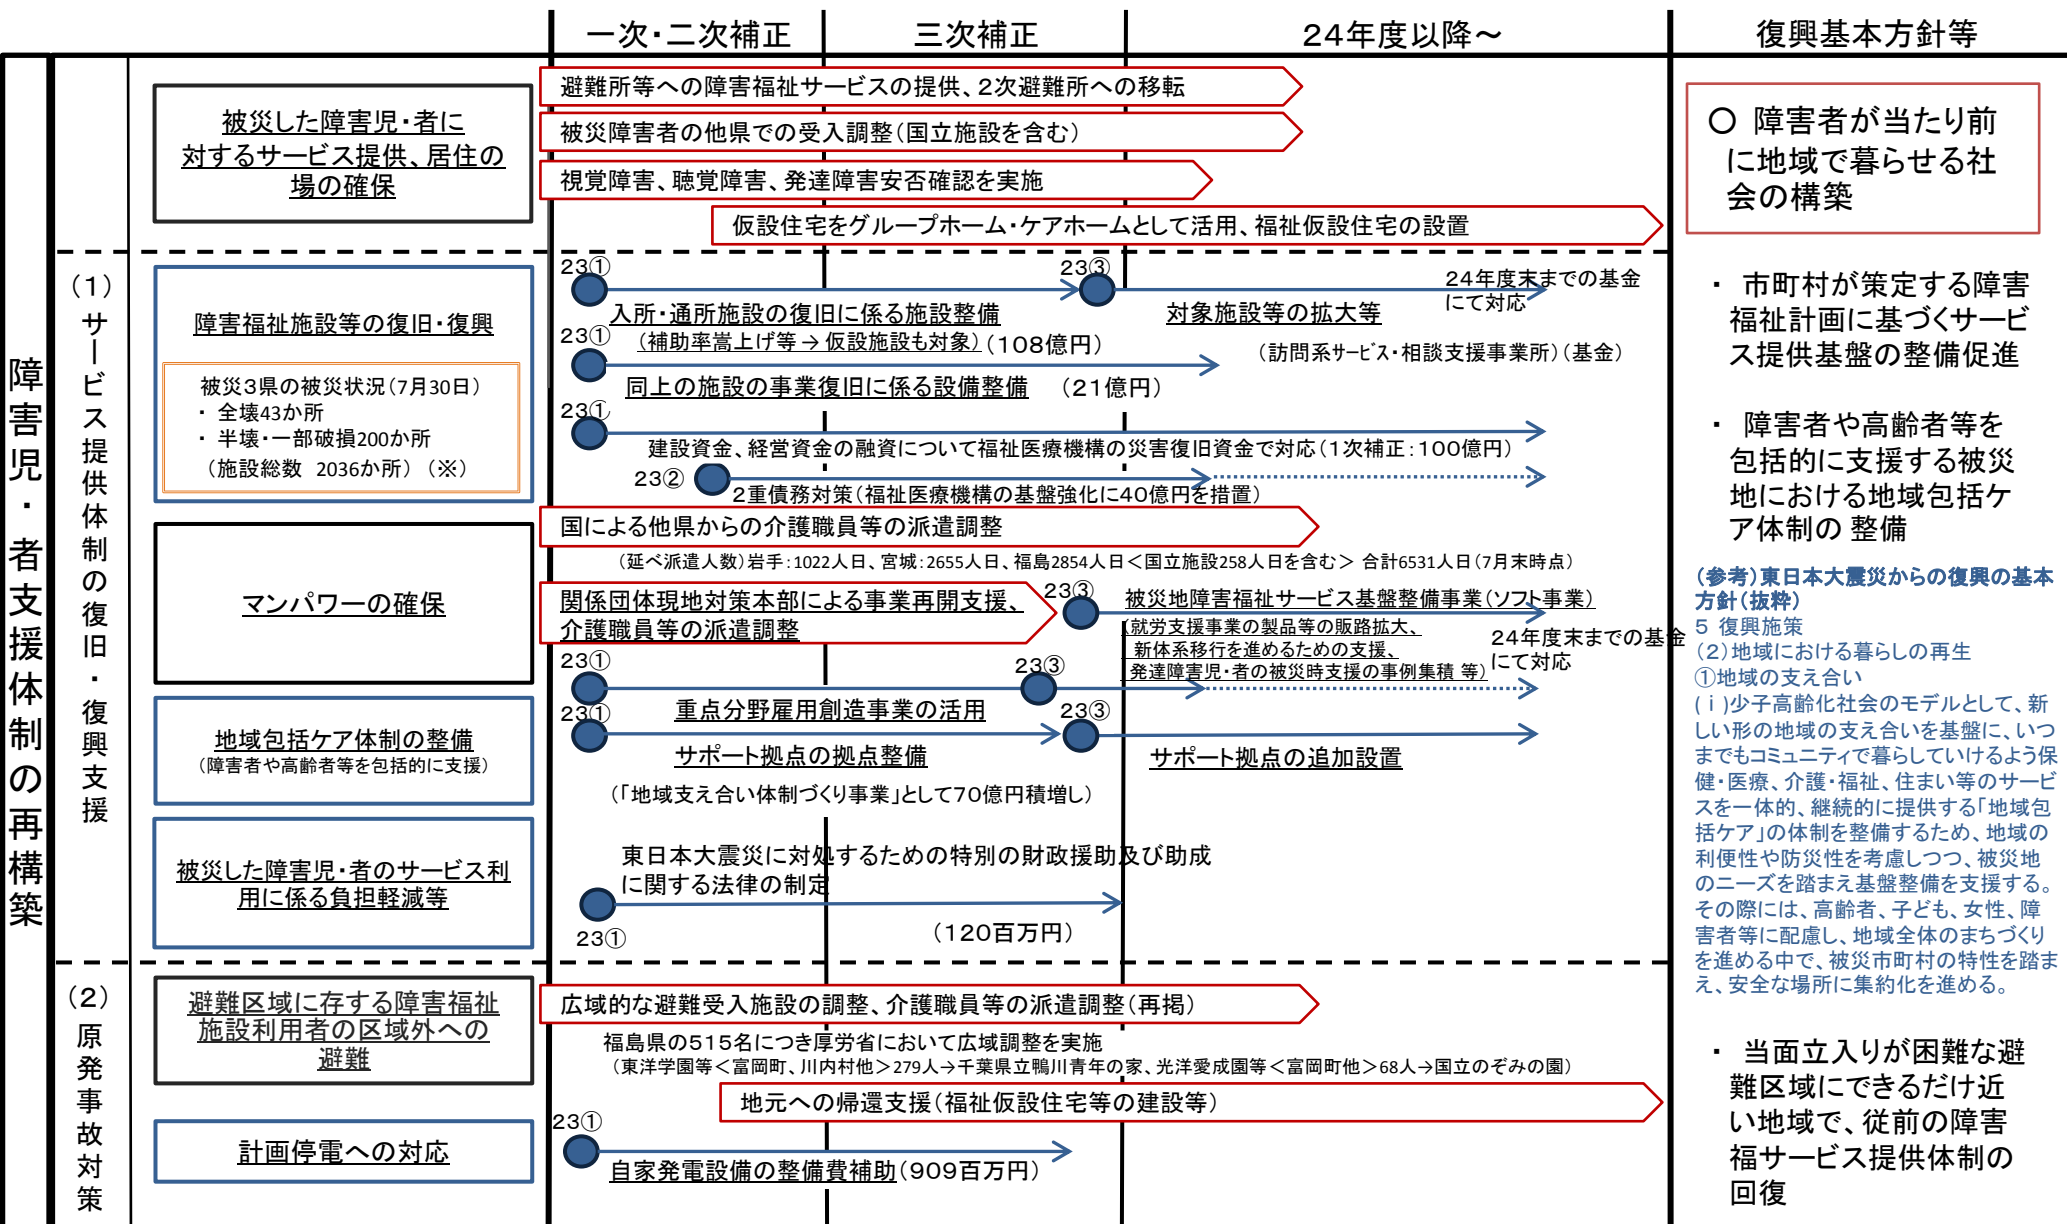 一次・二次補正
三次補正
24年度以降～
復興基本方針等
障害児・者支援体制の再構築
被災した障害児・者に
対するサービス提供、居住の
場の確保
避難所等への障害福祉サービスの提供、2次避難所への移転
被災障害者の他県での受入調整(国立施設を含む)
視覚障害、聴覚障害、発達障害安否確認を実施
仮設住宅をグループホーム・ケアホームとして活用、福祉仮設住宅の設置
(1)サービス提供体制の復旧・復興支援
障害福祉施設等の復旧・復興
被災3県の被災状況(7月30日)
・ 全壊43か所
・ 半壊・一部破損200か所
(施設総数 2036か所) (※)
23①
23③
24年度末までの基金
にて対応
入所・通所施設の復旧に係る施設整備
(補助率嵩上げ等→仮設施設も対象)(108億円)
対象施設等の拡大等
(訪問系サービス・相談支援事業所)(基金)
23①
同上の施設の事業復旧に係る設備整備 (21億円)
23①
建設資金、経営資金の融資について福祉医療機構の災害復旧資金で対応(1次補正:100億円)
23②
2重債務対策(福祉医療機構の基盤強化に40億円を措置)
マンパワーの確保
国による他県からの介護職員等の派遣調整
(延べ派遣人数)岩手:1022人日、宮城:2655人日、福島2854人日<国立施設258人日を含む> 合計6531人日(7月末時点)
関係団体現地対策本部による事業再開支援、
介護職員等の派遣調整
23③
被災地障害福祉サービス基盤整備事業(ソフト事業)
(就労支援事業の製品等の販路拡大、
新体系移行を進めるための支援、
発達障害児・者の被災時支援の事例集積 等)
24年度末までの基金
にて対応
23①
23③
重点分野雇用創造事業の活用
地域包括ケア体制の整備
(障害者や高齢者等を包括的に支援)
23①
23③
サポート拠点の拠点整備
サポート拠点の追加設置
(「地域支え合い体制づくり事業」として70億円積増し)
被災した障害児・者のサービス利
用に係る負担軽減等
東日本大震災に対処するための特別の財政援助及び助成
に関する法律の制定
23①
(120百万円)
(2)原発事故対策
避難区域に存する障害福祉
施設利用者の区域外への
避難
広域的な避難受入施設の調整、介護職員等の派遣調整(再掲)
福島県の515名につき厚労省において広域調整を実施
(東洋学園等<富岡町、川内村他>279人→千葉県立鴨川青年の家、光洋愛成園等<富岡町他>68人→国立のぞみの園)
地元への帰還支援(福祉仮設住宅等の建設等)
計画停電への対応
23①
自家発電設備の整備費補助(909百万円)
○ 障害者が当たり前
に地域で暮らせる社
会の構築
・ 市町村が策定する障害
福祉計画に基づくサービ
ス提供基盤の整備促進
・ 障害者や高齢者等を
包括的に支援する被災
地における地域包括ケ
ア体制の 整備
(参考)東日本大震災からの復興の基本
方針(抜粋)
5 復興施策
(2)地域における暮らしの再生
①地域の支え合い
(ⅰ)少子高齢化社会のモデルとして、新
しい形の地域の支え合いを基盤に、いつ
までもコミュニティで暮らしていけるよう保
健・医療、介護・福祉、住まい等のサービ
スを一体的、継続的に提供する「地域包
括ケア」の体制を整備するため、地域の
利便性や防災性を考慮しつつ、被災地
のニーズを踏まえ基盤整備を支援する。
その際には、高齢者、子ども、女性、障
害者等に配慮し、地域全体のまちづくり
を進める中で、被災市町村の特性を踏ま
え、安全な場所に集約化を進める。
・ 当面立入りが困難な避
難区域にできるだけ近
い地域で、従前の障害
福サービス提供体制の
回復